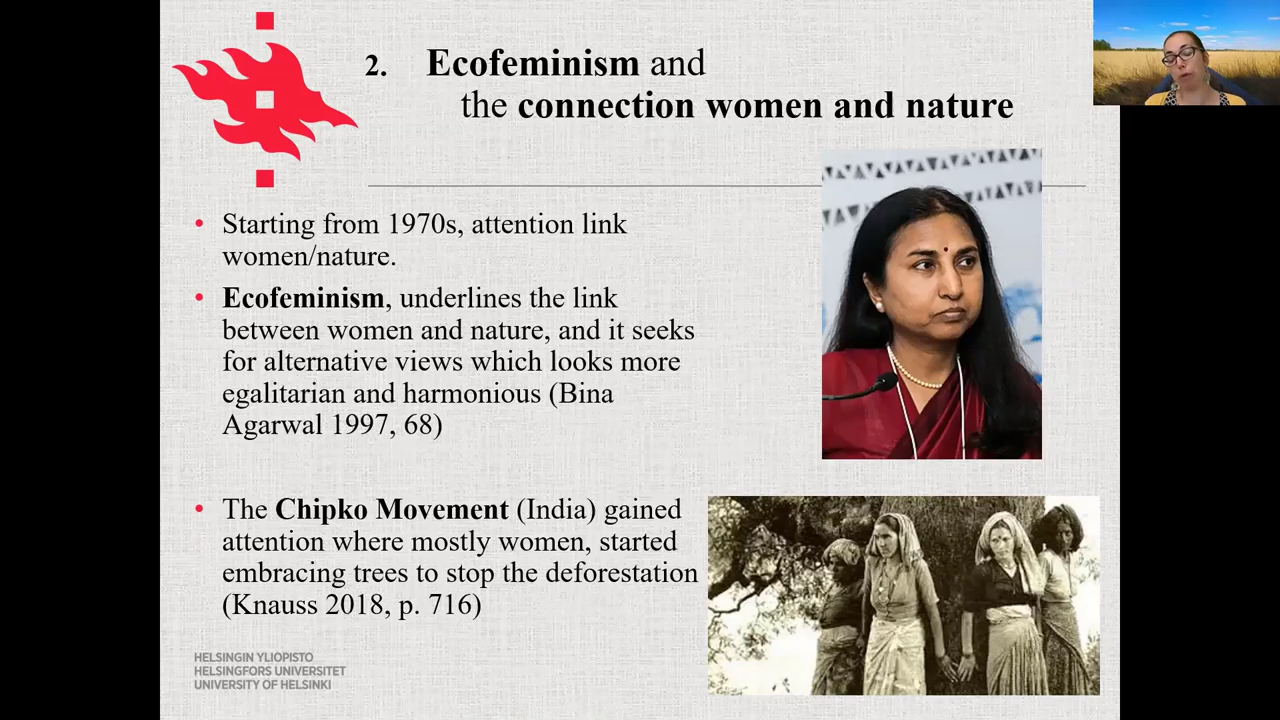 2. Ecofeminism and
the connection women and nature
• Starting from 1970s, attention link
women/nature.
• Ecofeminism, underlines the link
between women and nature, and it seeks
for alternative views which looks more
egalitarian and harmonious (Bina
Agarwal 1997, 68)
• The Chipko Movement (India) gained
attention where mostly women, started
embracing trees to stop the deforestation
(Knauss 2018, p. 716)
HELSINGIN YLIOPISTO
HELSINGFORS UNIVERSITET
UNIVERSITY OF HELSINKI